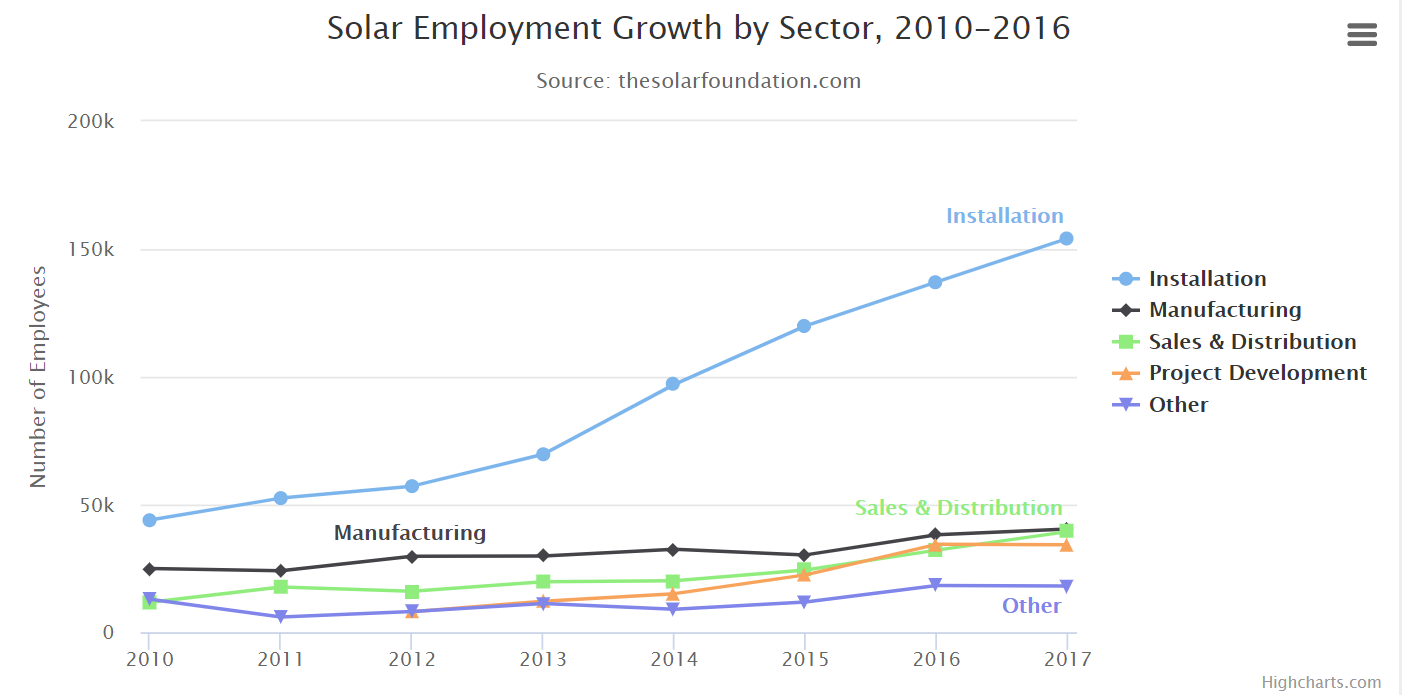 Solar Employment Growth by Sector, 2010-2016
Source: thesolarfoundation.com
Number of Employees
200k
150k
100k
50k
0
Installation
Manufacturing
Sales & Distribution
Other
2010 2011 2012 2013 2014 2015 2016 2017
Installation
Manufacturing
Sales & Distribution
Project Development
Other
Highcharts.com